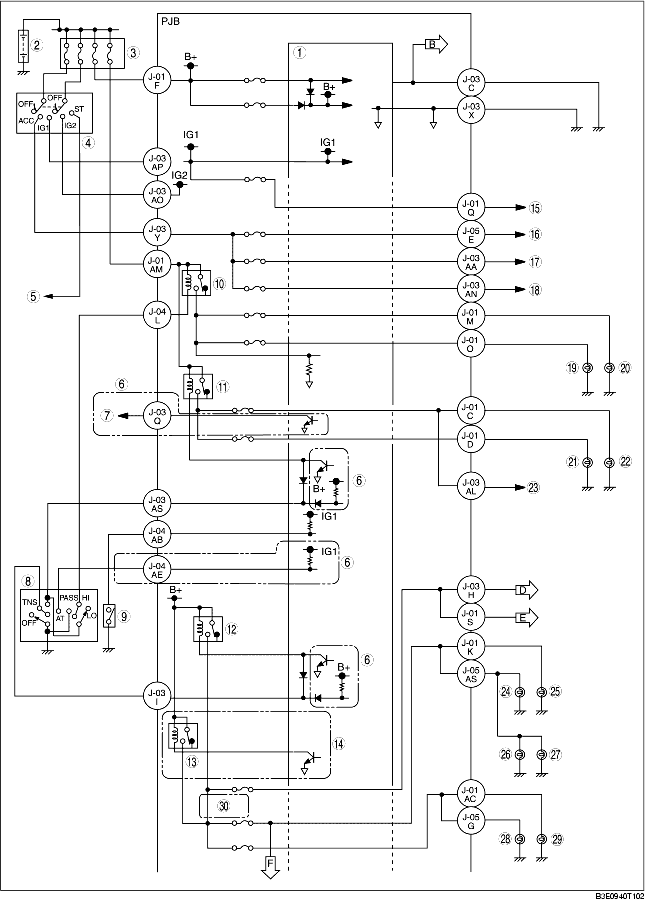 PJB
①
B
②
③
B+
J-01
F
B+
J-03
C
J-03
X
OFF
OFF
ST
ACC
IG1
IG2
④
IG1
IG1
J-03
AP
IG2
J-03
AO
J-01
Q
⑮
J-03
Y
J-05
E
⑯
J-01
AM
J-03
AA
⑰
⑩
⑤
J-03
AN
⑱
J-04
L
J-01
M
J-01
O
⑲
⑳
⑪
⑥
⑦
J-03
Q
J-01
C
J-01
D
㉑
㉒
⑥
B+
J-03
AL
㉓
J-03
AS
IG1
J-04
AB
IG1
⑥
J-04
AE
⑧
TNS
PASS
HI
OFF
AT
LO
⑨
B+
J-03
H
D
J-01
S
E
⑫
J-01
K
⑥
B+
J-05
AS
J-03
I
㉔
㉕
⑭
⑬
㉖
㉗
㉚
J-01
AC
J-05
G
F
㉘
㉙
B3E0940T102